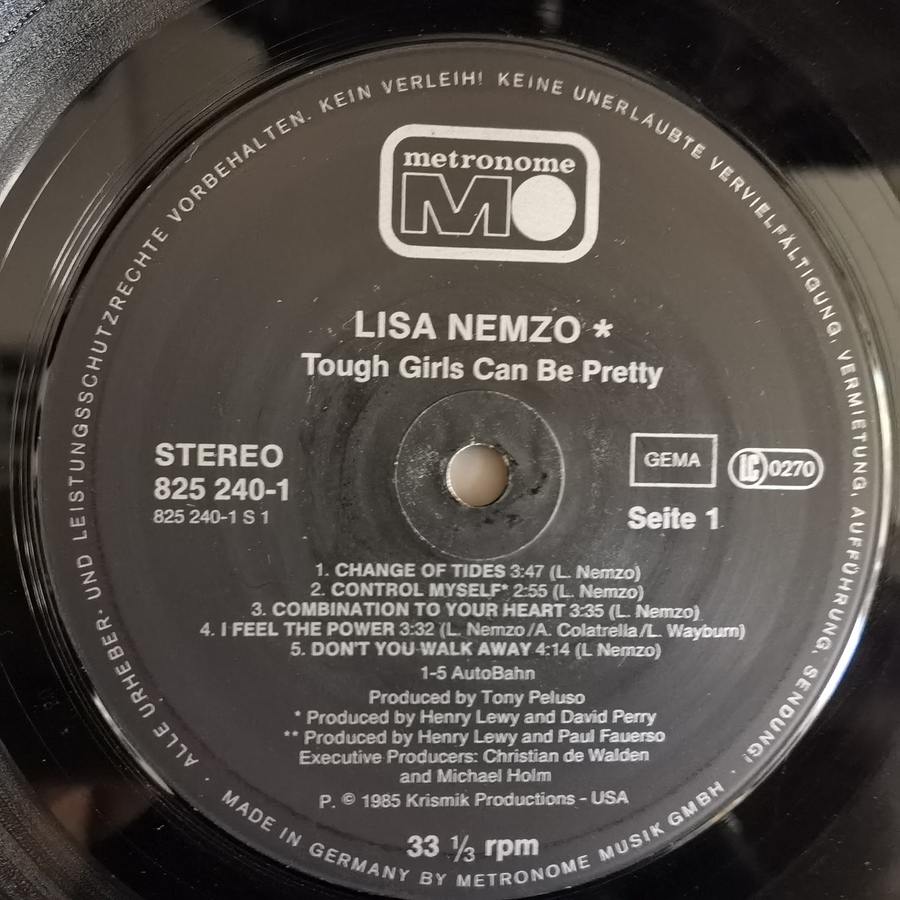 ALLE URHEBER- UND LEISTUNGSSCHUTZRECHTE VORBEHALTEN. KEIN VERLEIH! KEINE UNERLAUBTE VERVIELFÄLTIGUNG, VERMIETUNG, AUFFÜHRUNG, SENDUNG!
metronome
MO
LISA NEMZO *
Tough Girls Can Be Pretty
STEREO
825 240-1
825 240-1 S 1
GEMA
LC 0270
Seite 1
1. CHANGE OF TIDES 3:47 (L. Nemzo)
2. CONTROL MYSELF* 2:55 (L. Nemzo)
3. COMBINATION TO YOUR HEART 3:35 (L. Nemzo)
4. I FEEL THE POWER 3:32 (L. Nemzo/A. Colatrella/L. Wayburn)
5. DON'T YOU WALK AWAY 4:14 (L Nemzo)
1-5 AutoBahn
Produced by Tony Peluso
* Produced by Henry Lewy and David Perry
** Produced by Henry Lewy and Paul Fauerso
Executive Producers: Christian de Walden
and Michael Holm
P. © 1985 Krismik Productions - USA
33 ⅓ rpm
· MADE IN GERMANY BY METRONOME MUSIK GMBH ·